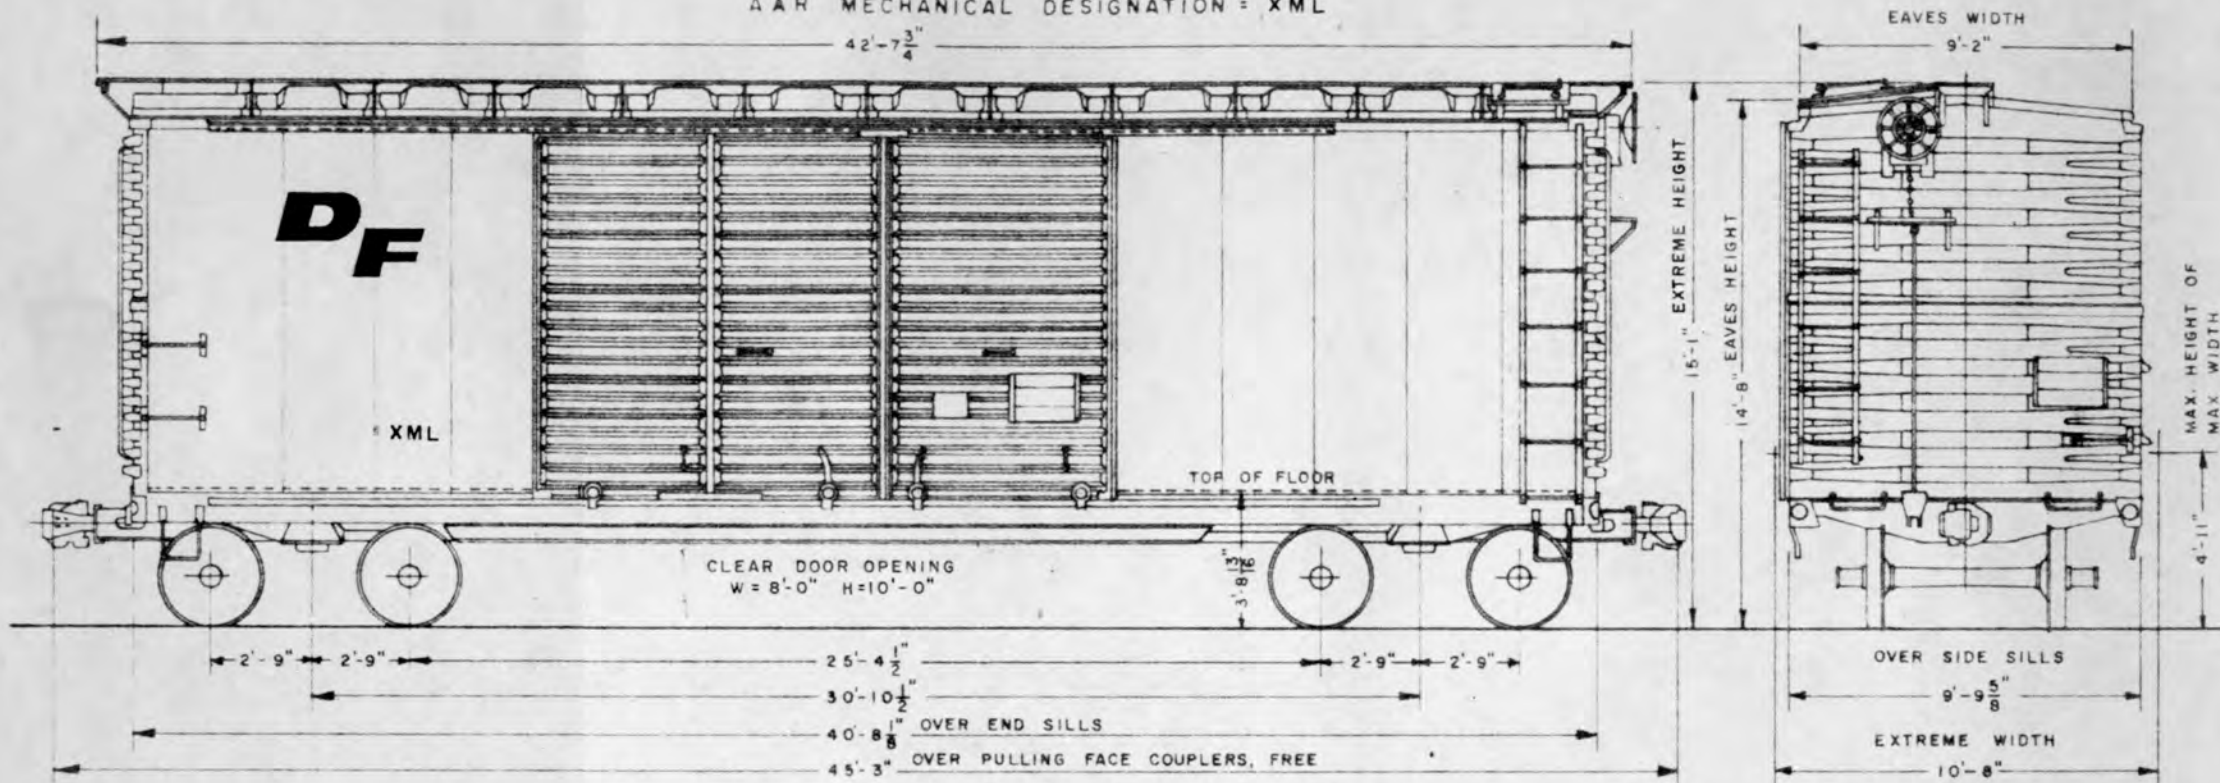 AAR MECHANICAL DESIGNATION = XML
42'-7 3/4"
EAVES WIDTH
9'-2"
DF
XML
TOP OF FLOOR
CLEAR DOOR OPENING
W = 8'-0" H=10'-0"
3'-8 13/16"
15'-1" EXTREME HEIGHT
14'-8" EAVES HEIGHT
MAX. HEIGHT OF
MAX. WIDTH
4'-11"
2'-9" 2'-9" 25'-4 1/2" 2'-9" 2'-9"
30'-10 1/2"
40'-8 1/8" OVER END SILLS
45'-3" OVER PULLING FACE COUPLERS, FREE
OVER SIDE SILLS
9'-9 5/8"
EXTREME WIDTH
10'-8"